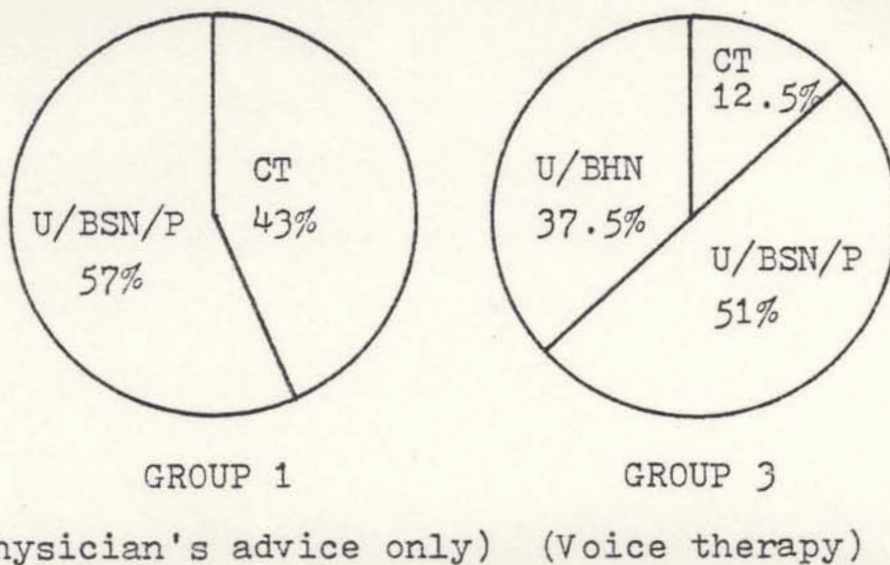 CT
43%
U/BSN/P
57%
GROUP 1
hysician's advice only)
CT
12.5%
U/BHN
37.5%
U/BSN/P
51%
GROUP 3
(Voice therapy)